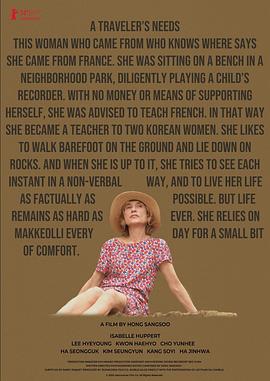 A TRAVELER'S NEEDS
THIS WOMAN WHO CAME FROM WHO KNOWS WHERE SAYS
SHE CAME FROM FRANCE. SHE WAS SITTING ON A BENCH IN A
NEIGHBORHOOD PARK, DILIGENTLY PLAYING A CHILD'S
RECORDER. WITH NO MONEY OR MEANS OF SUPPORTING
HERSELF, SHE WAS ADVISED TO TEACH FRENCH. IN THAT WAY
SHE BECAME A TEACHER TO TWO KOREAN WOMEN. SHE LIKES
TO WALK BAREFOOT ON THE GROUND AND LIE DOWN ON
ROCKS. AND WHEN SHE IS UP TO IT, SHE TRIES TO SEE EACH
INSTANT IN A NON-VERBAL WAY, AND TO LIVE HER LIFE
AS FACTUALLY AS POSSIBLE. BUT LIFE
REMAINS AS HARD AS EVER. SHE RELIES ON
MAKKEOLLI EVERY DAY FOR A SMALL BIT
OF COMFORT.
A FILM BY HONG SANGSOO
ISABELLE HUPPERT
LEE HYEYOUNG KWON HAEHYO CHO YUNHEE
HA SEONGGUK KIM SEUNGYUN KANG SOYI HA JINHWA